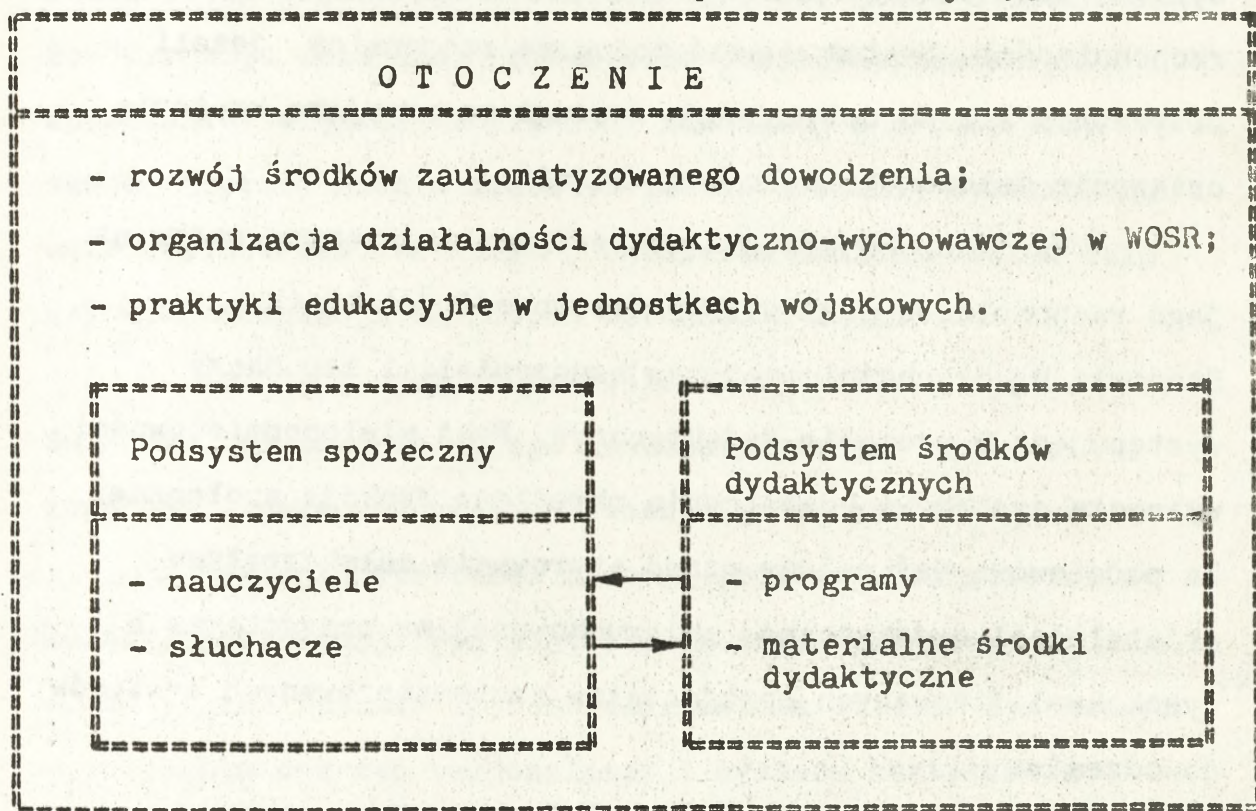 O T O C Z E N I E
- rozwój środków zautomatyzowanego dowodzenia;
- organizacja działalności dydaktyczno-wychowawczej w WOSR;
- praktyki edukacyjne w jednostkach wojskowych.
Podsystem społeczny
- nauczyciele
- słuchacze
Podsystem środków
dydaktycznych
- programy
- materialne środki
dydaktyczne